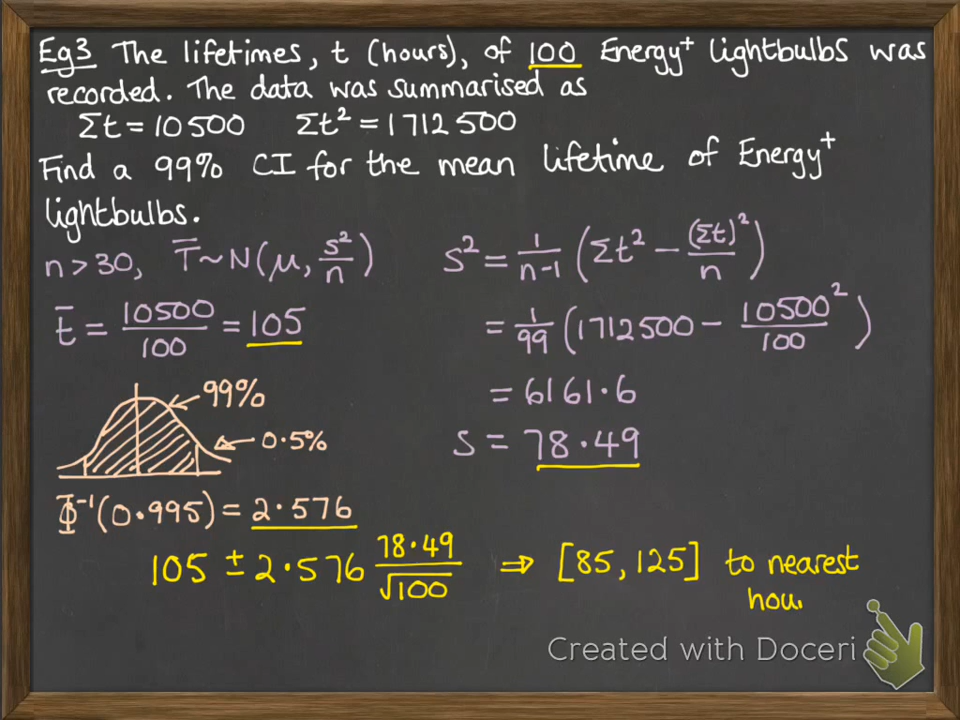 Eg3 The lifetimes, t (hours), of 100 Energy⁺ lightbulbs was
recorded. The data was summarised as
Σt = 10500 Σt² = 1712500
Find a 99% CI for the mean lifetime of Energy⁺
lightbulbs.
n > 30, T̄ ~ N(μ, s²/n)
t̄ = 10500/100 = 105
99%
0.5%
Φ⁻¹(0.995) = 2.576
s² = 1/(n-1) (Σt² - (Σt)²/n)
= 1/99 (1712500 - 10500²/100)
= 6161.6
s = 78.49
105 ± 2.576 78.49/√100 ⇒ [85, 125] to nearest
hou
Created with Doceri